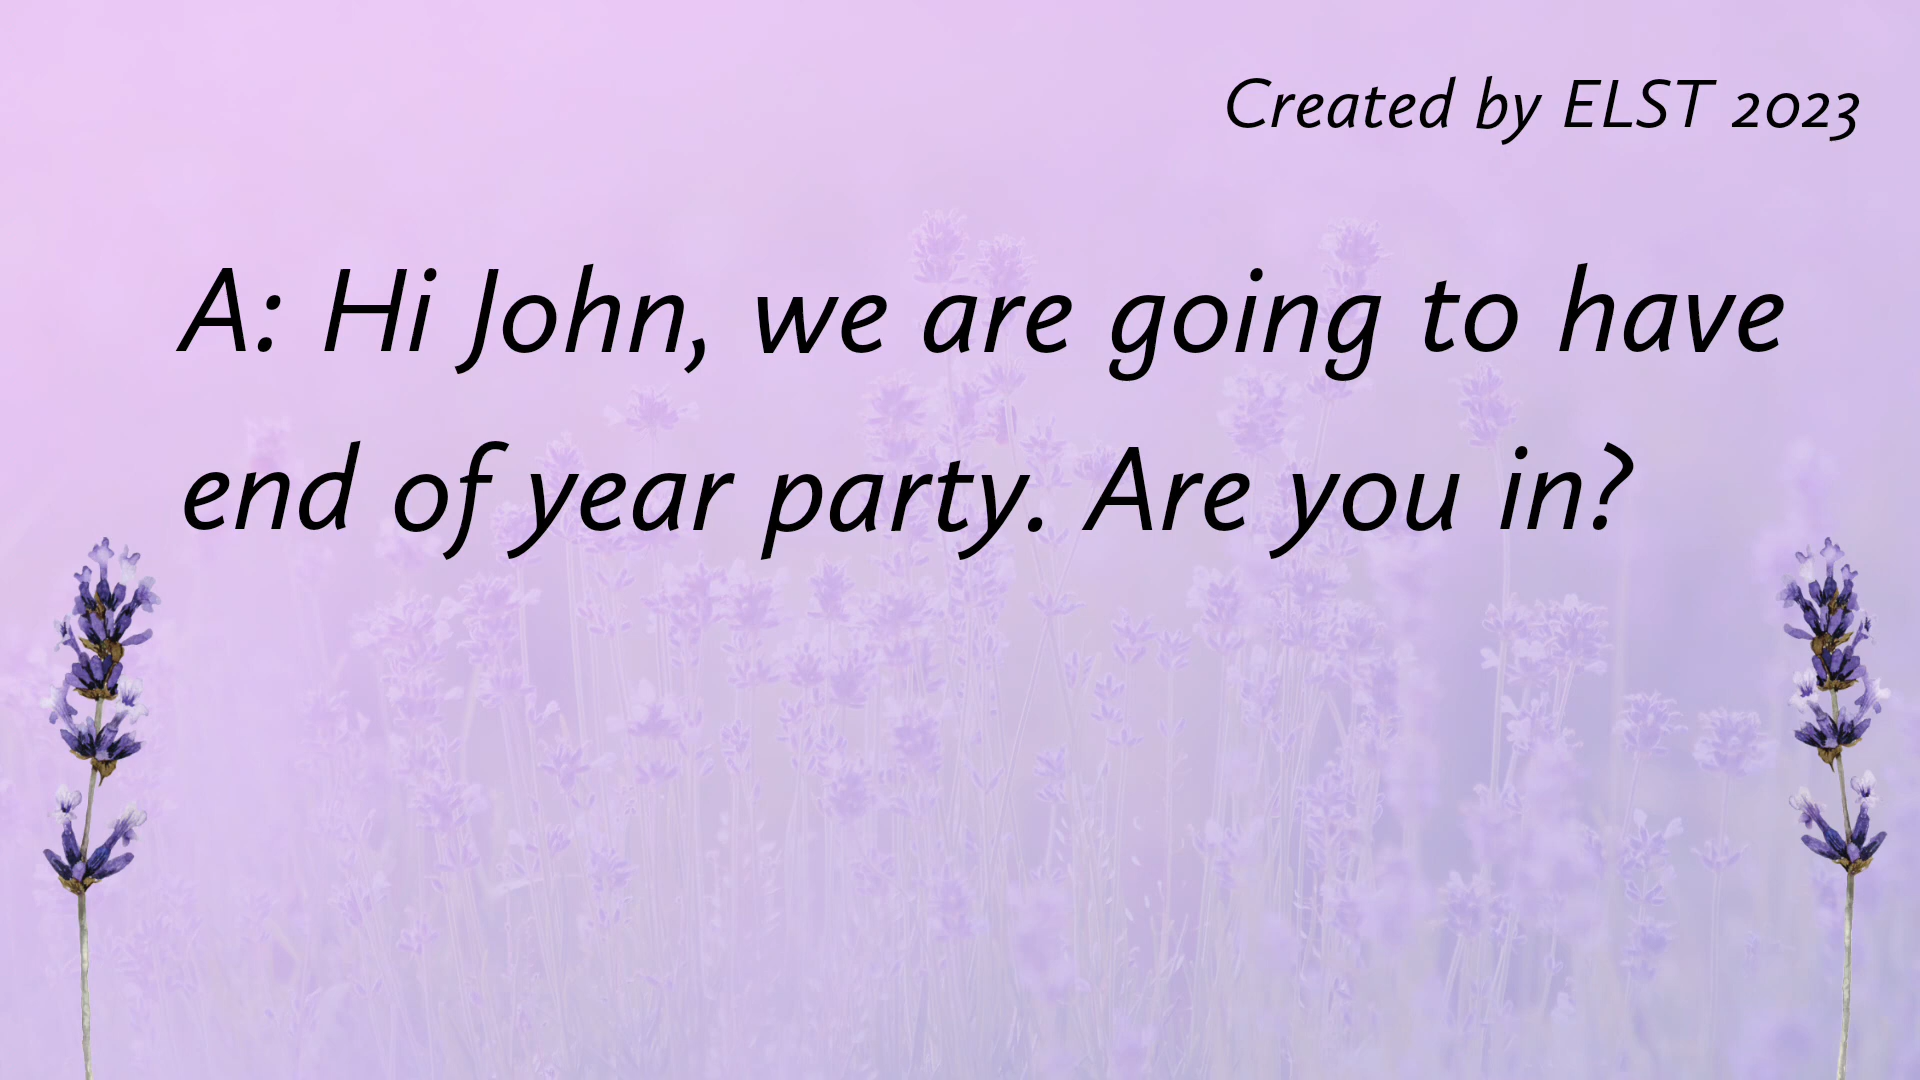 Created by ELST 2023
A: Hi John, we are going to have
end of year party. Are you in?